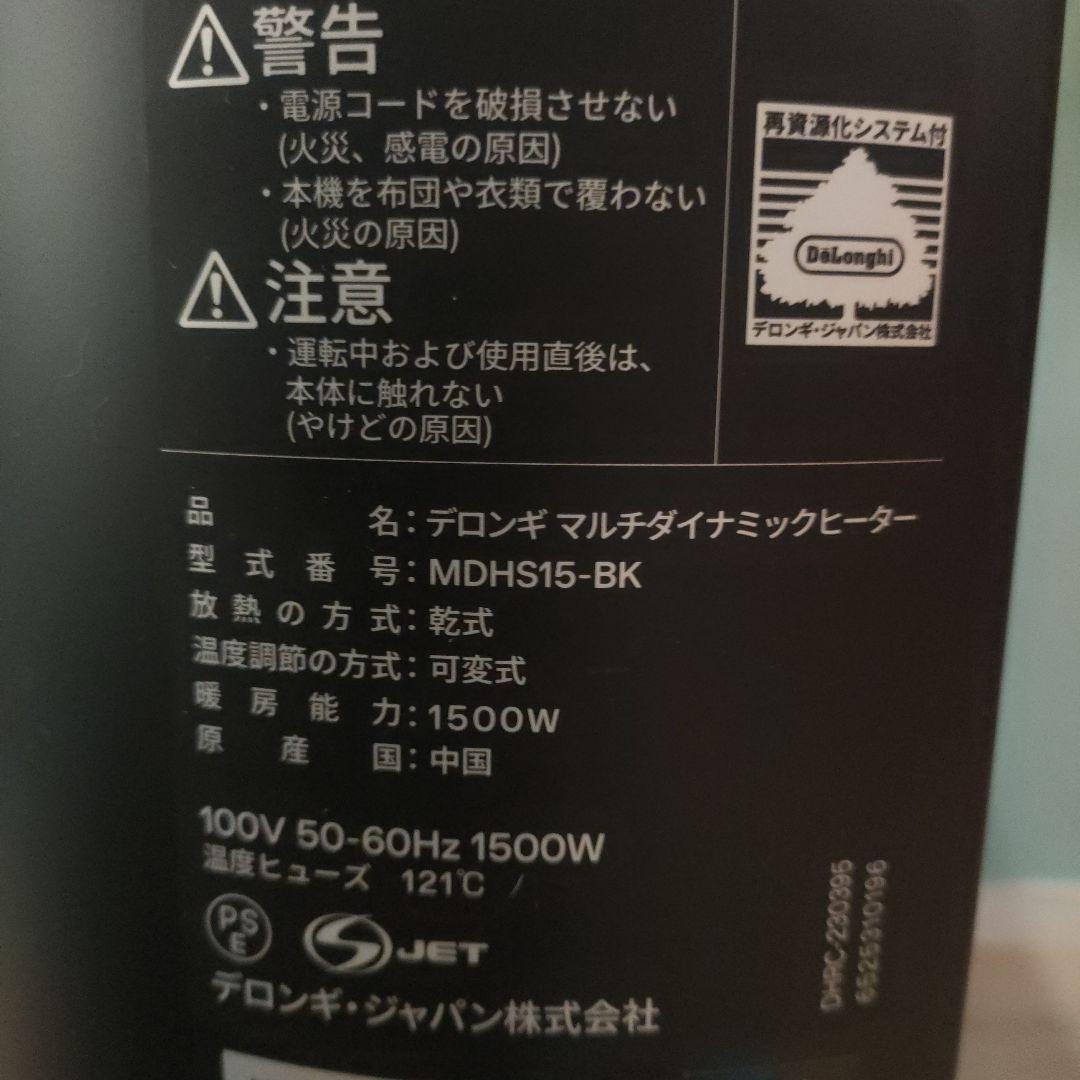 警告
・電源コードを破損させない
(火災、感電の原因)
・本機を布団や衣類で覆わない
(火災の原因)
注意
・運転中および使用直後は、
本体に触れない
(やけどの原因)
再資源化システム付
DeLonghi
デロンギ・ジャパン株式会社
品名：デロンギ マルチダイナミックヒーター
型式番号：MDHS15-BK
放熱の方式：乾式
温度調節の方式：可変式
暖房能力：1500W
原産国：中国
100V 50-60Hz 1500W
温度ヒューズ 121℃
PSE
JET
デロンギ・ジャパン株式会社
DHRC-230395
6525310196